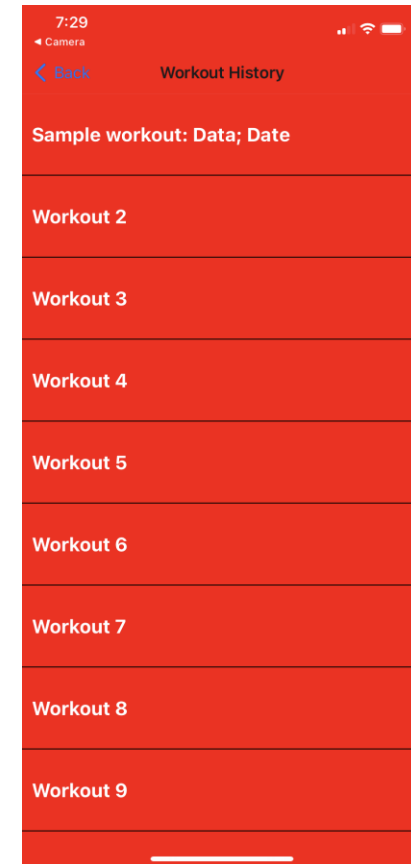 7:29
◀ Camera
Back
Workout History
Sample workout: Data; Date
Workout 2
Workout 3
Workout 4
Workout 5
Workout 6
Workout 7
Workout 8
Workout 9